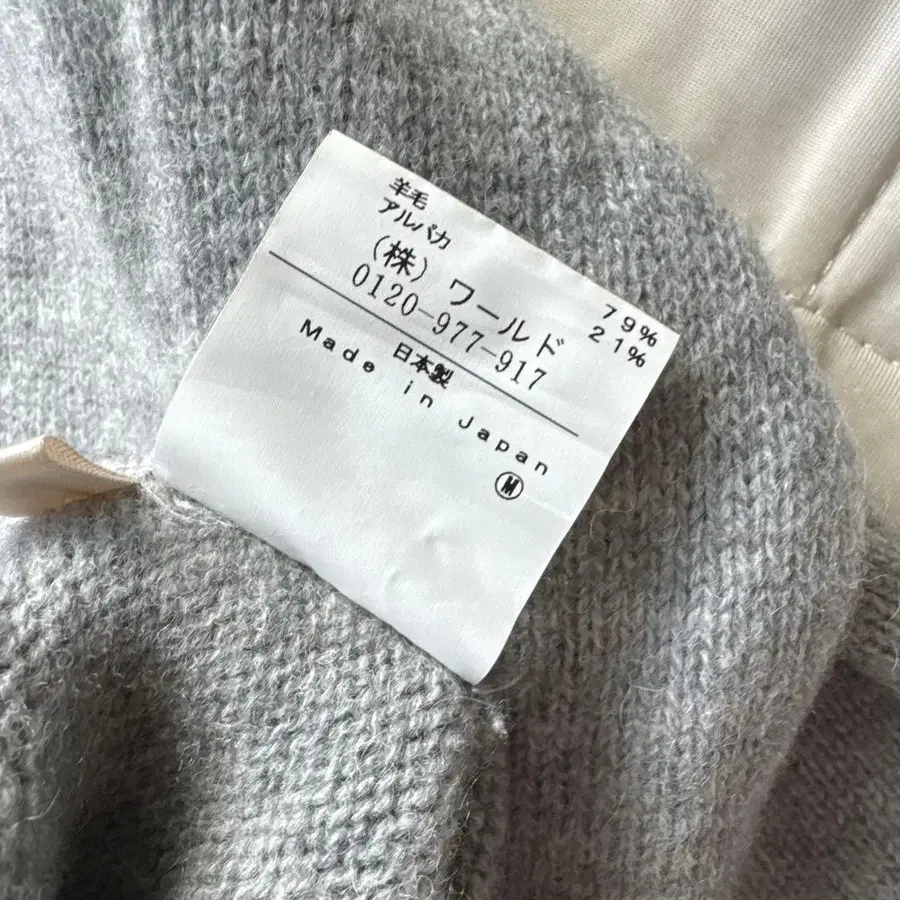 羊毛 79%
アルパカ 21%
（株）ワールド
0120-977-917
日本製
Made in Japan
Ⓜ